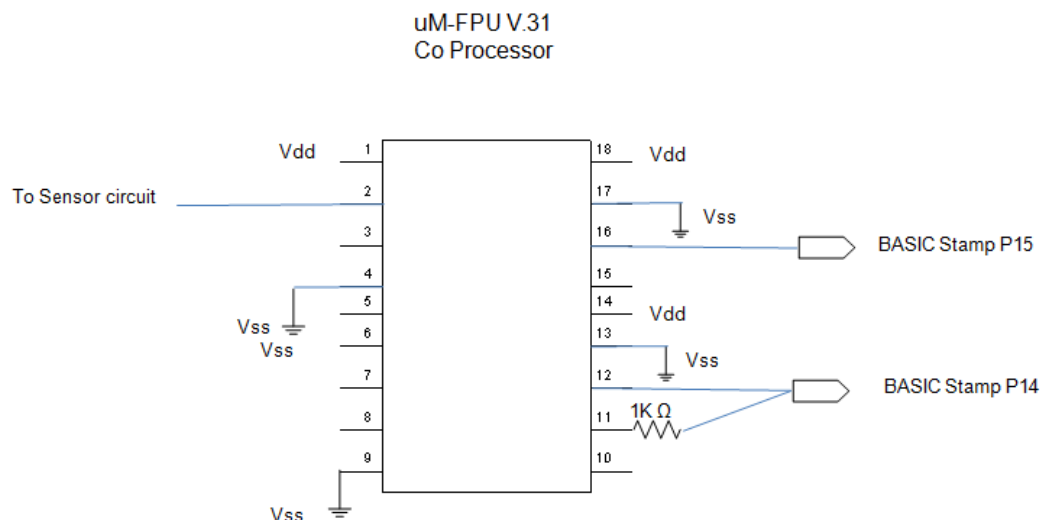 uM-FPU V.31
Co Processor
Vdd 1 18 Vdd
To Sensor circuit 2 17
Vss
3 16 BASIC Stamp P15
4 15
5 14 Vdd
Vss
Vss
6 13
Vss
7 12 BASIC Stamp P14
8 11 1K Ω
9 10
Vss